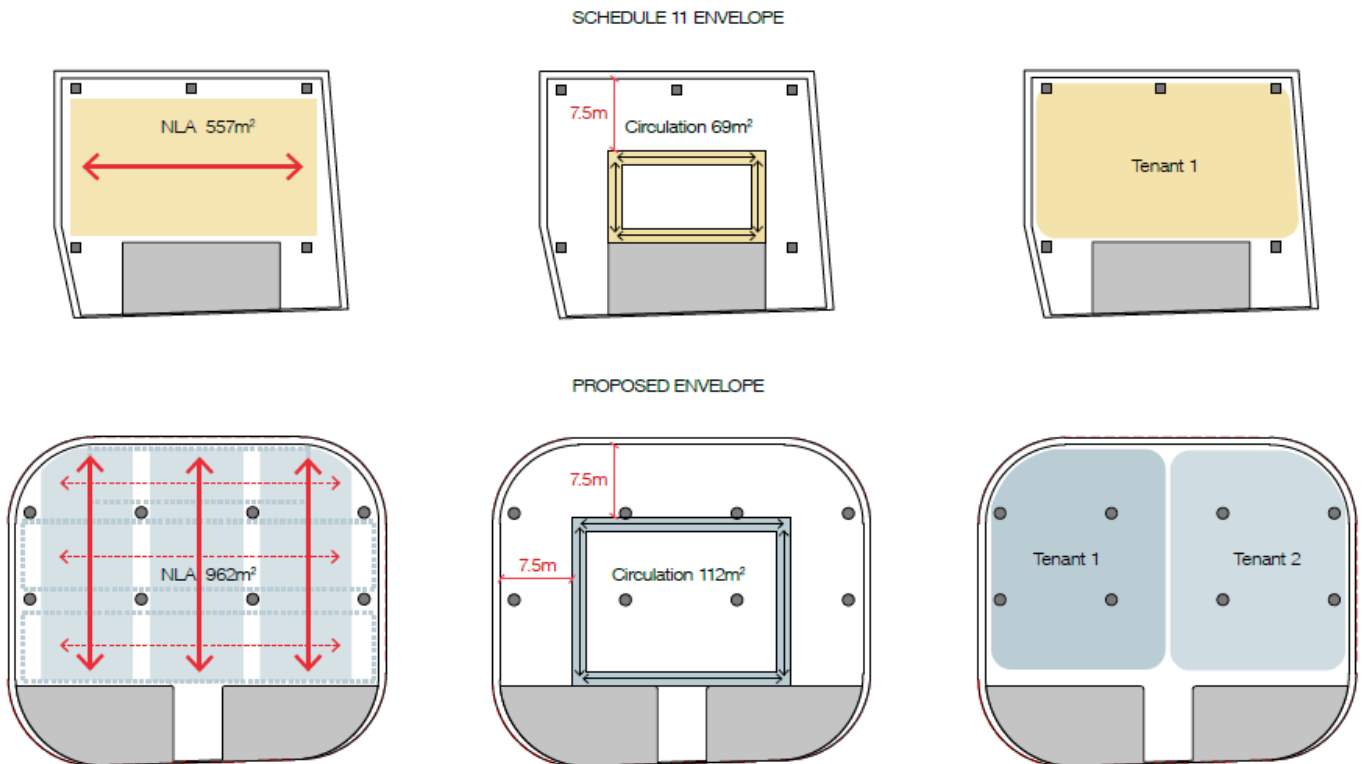 SCHEDULE 11 ENVELOPE
NLA 557m²
7.5m
Circulation 69m²
Tenant 1
PROPOSED ENVELOPE
NLA 962m²
7.5m
7.5m
Circulation 112m²
Tenant 1
Tenant 2